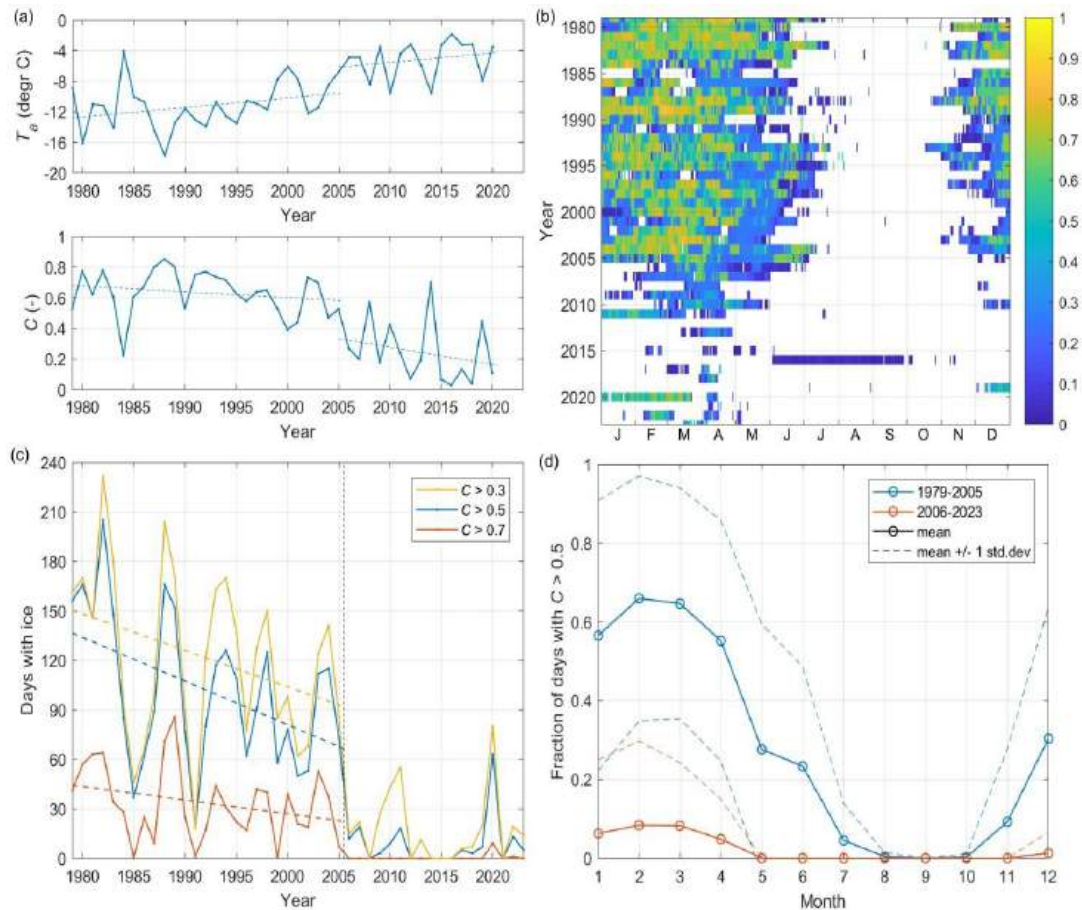 (a)
0
-4
-8
-12
-16
-20
Ta (degr C)
1980 1985 1990 1995 2000 2005 2010 2015 2020
Year
1
0.8
0.6
0.4
0.2
0
C (-)
1980 1985 1990 1995 2000 2005 2010 2015 2020
Year
(b)
1980
1985
1990
1995
2000
2005
2010
2015
2020
Year
J F M A M J J A S O N D
1
0.9
0.8
0.7
0.6
0.5
0.4
0.3
0.2
0.1
0
(c)
240
210
180
150
120
90
60
30
0
Days with ice
C > 0.3
C > 0.5
C > 0.7
1980 1985 1990 1995 2000 2005 2010 2015 2020
Year
(d)
1
0.8
0.6
0.4
0.2
0
Fraction of days with C > 0.5
1979-2005
2006-2023
mean
mean +/- 1 std.dev
1 2 3 4 5 6 7 8 9 10 11 12
Month